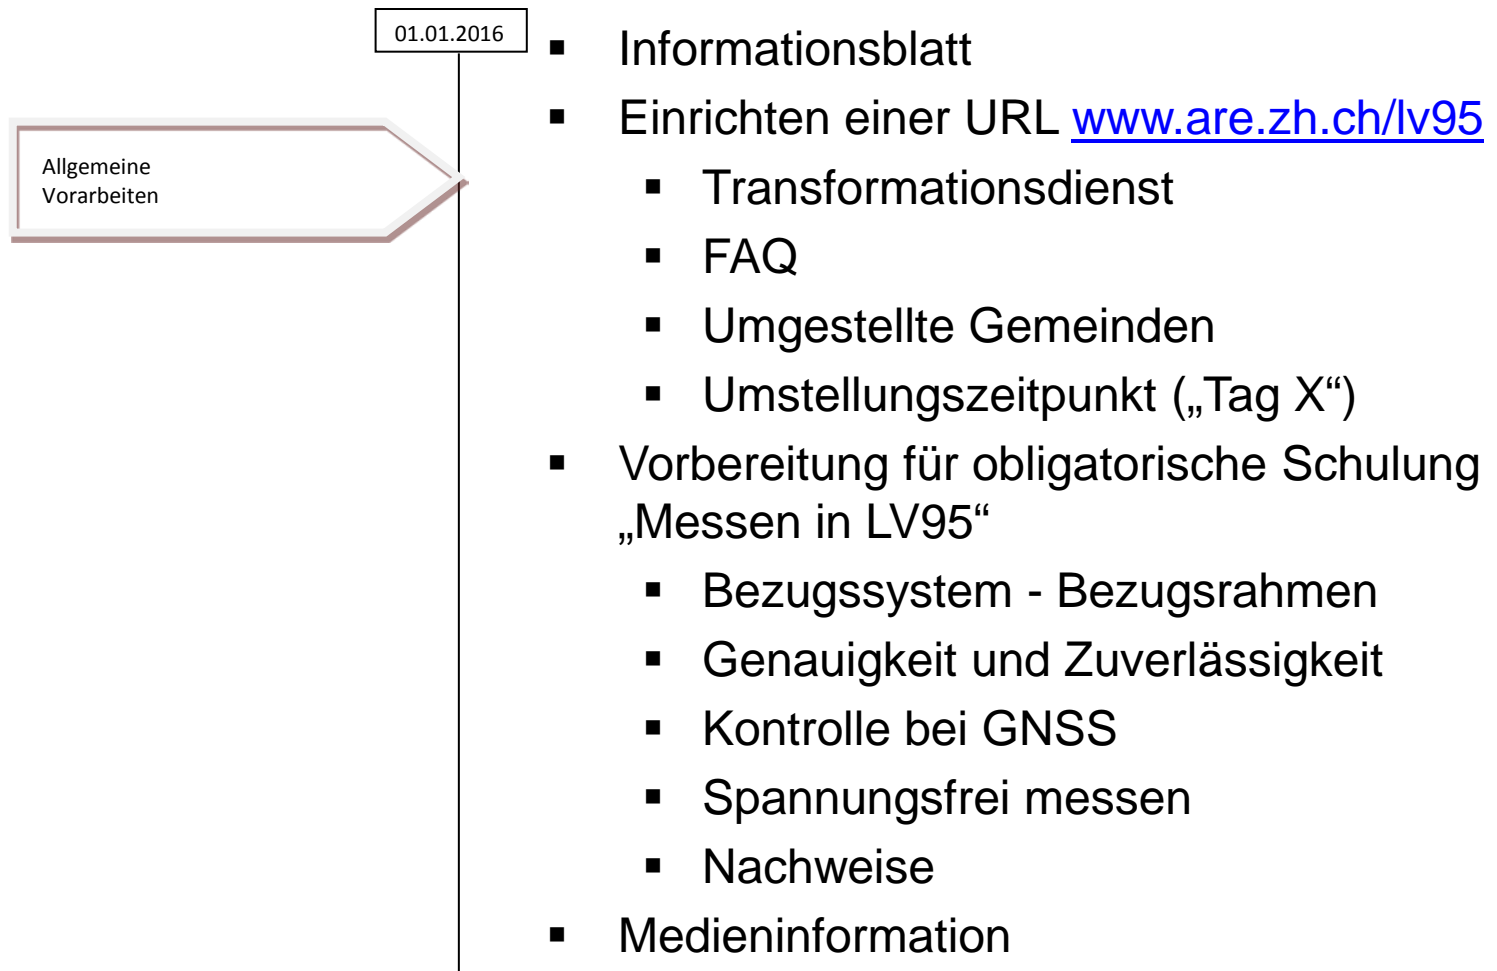 01.01.2016
Allgemeine
Vorarbeiten
▪ Informationsblatt
▪ Einrichten einer URL www.are.zh.ch/lv95
▪ Transformationsdienst
▪ FAQ
▪ Umgestellte Gemeinden
▪ Umstellungszeitpunkt („Tag X“)
▪ Vorbereitung für obligatorische Schulung
„Messen in LV95“
▪ Bezugssystem - Bezugsrahmen
▪ Genauigkeit und Zuverlässigkeit
▪ Kontrolle bei GNSS
▪ Spannungsfrei messen
▪ Nachweise
▪ Medieninformation